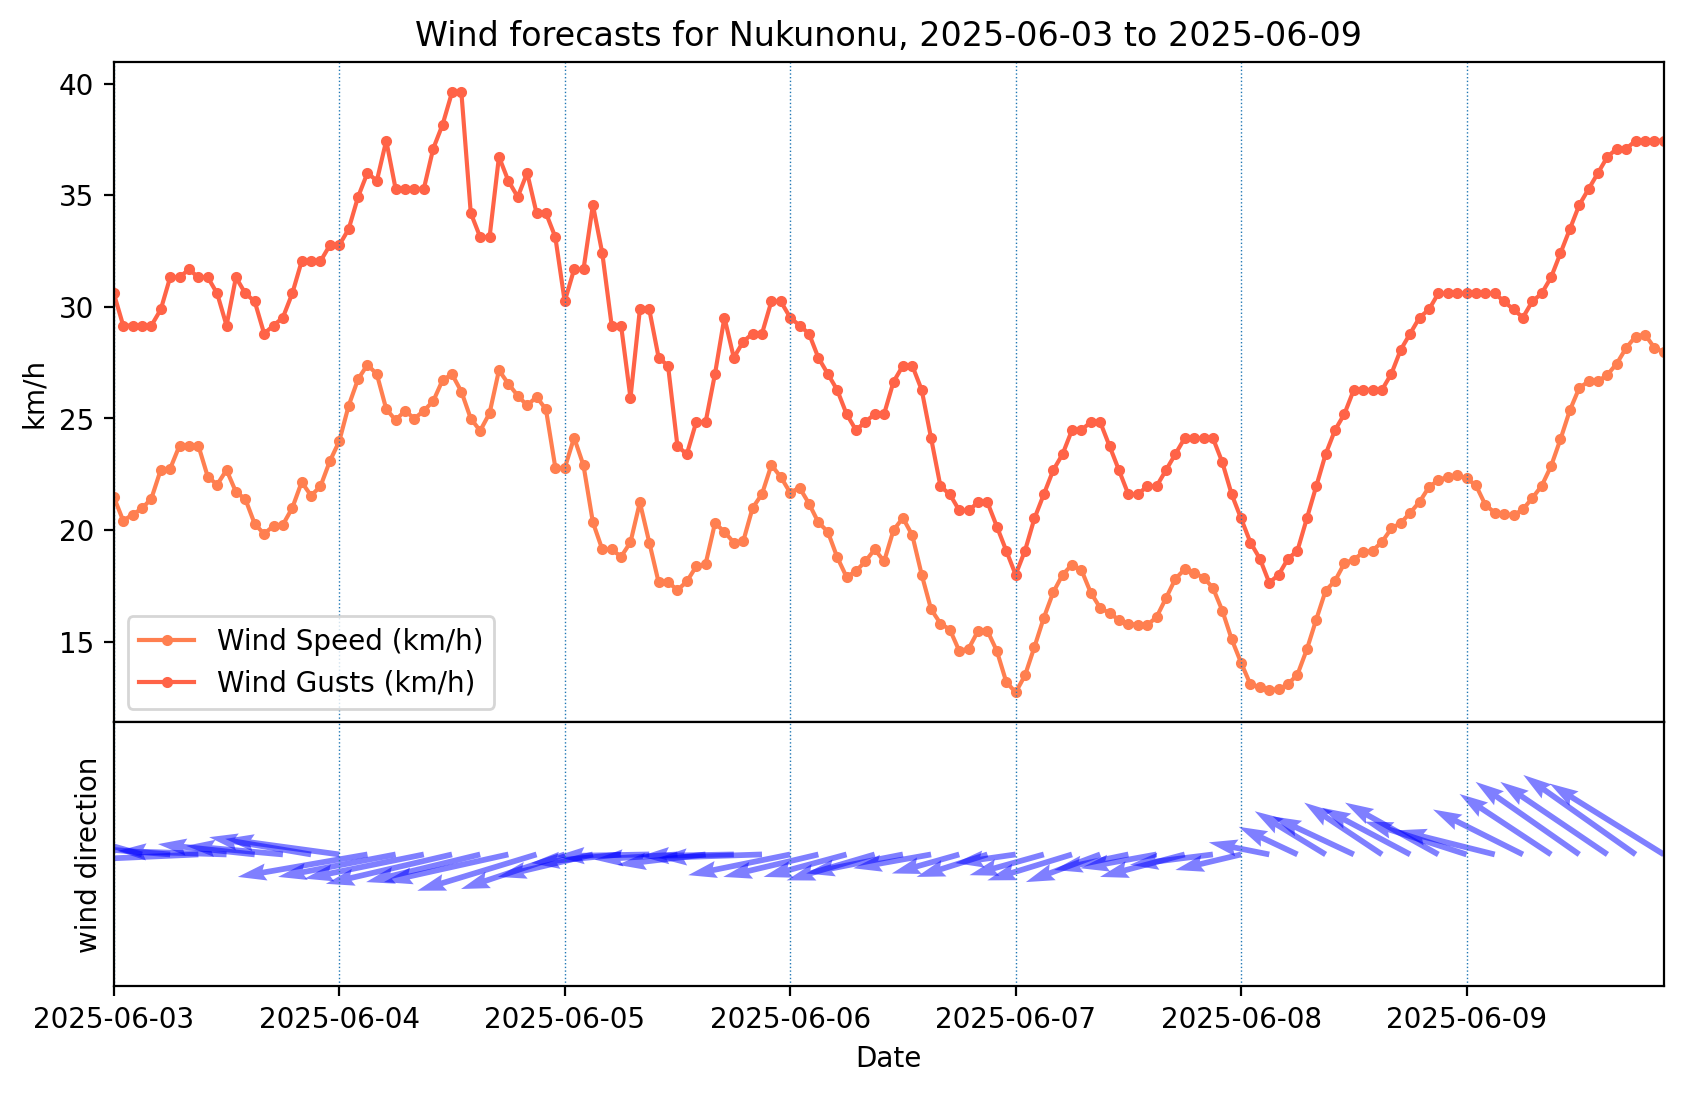 Wind forecasts for Nukunonu, 2025-06-03 to 2025-06-09
40
35
30
25
20
15
km/h
Wind Speed (km/h)
Wind Gusts (km/h)
wind direction
2025-06-03
2025-06-04
2025-06-05
2025-06-06
2025-06-07
2025-06-08
2025-06-09
Date